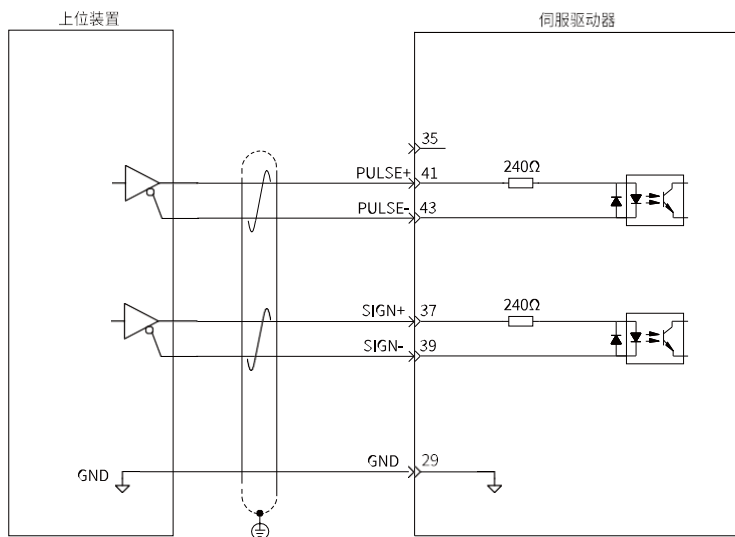 上位装置
伺服驱动器
35
PULSE+ 41 240Ω
PULSE- 43
SIGN+ 37 240Ω
SIGN- 39
GND GND 29